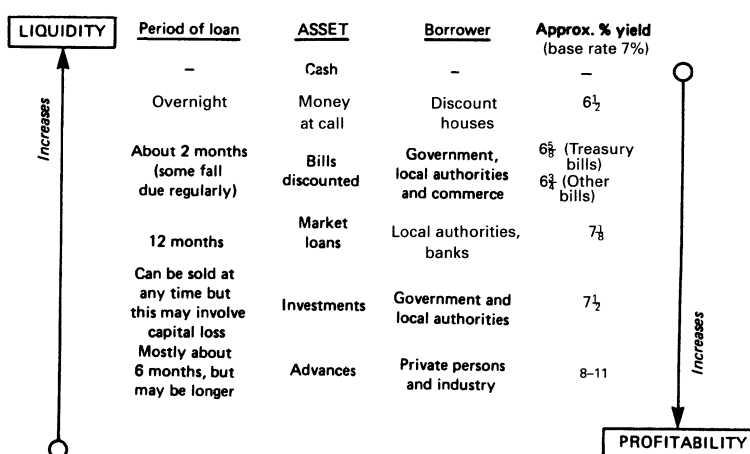 LIQUIDITY
Period of loan ASSET Borrower Approx. % yield
(base rate 7%)
– Cash – –
Increases
Overnight Money Discount 6½
at call houses
About 2 months Bills Government, 6⅝ (Treasury
(some fall discounted local authorities bills)
due regularly) and commerce 6¾ (Other
bills)
12 months Market Local authorities, 7⅛
loans banks
Can be sold at
any time but Investments Government and 7½
this may involve local authorities
capital loss
Mostly about Advances Private persons 8–11
6 months, but and industry
may be longer
Increases
PROFITABILITY